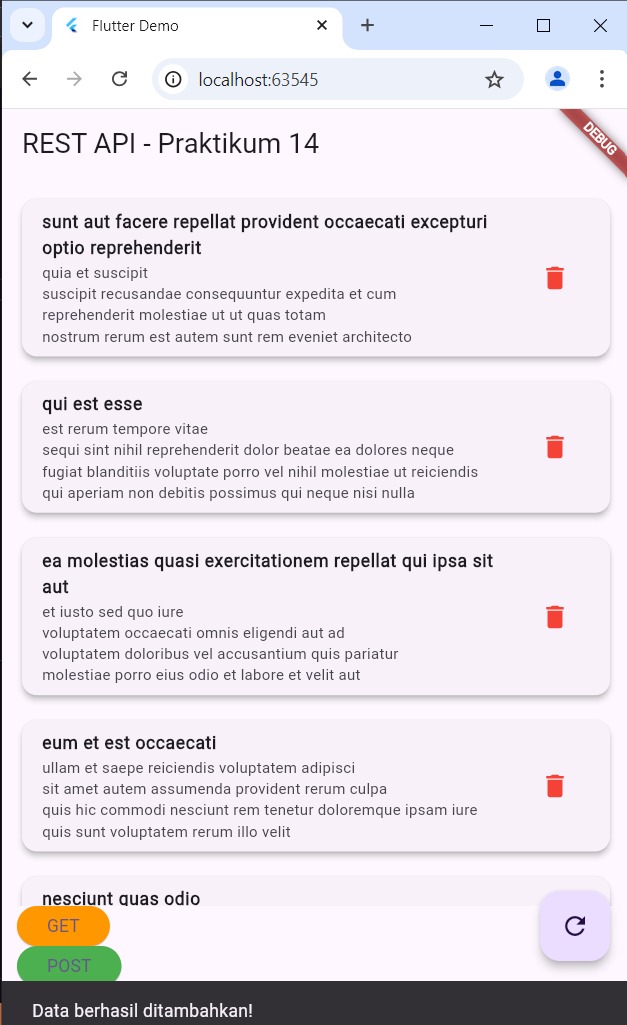 Flutter Demo
localhost:63545
DEBUG
REST API - Praktikum 14
sunt aut facere repellat provident occaecati excepturi
optio reprehenderit
quia et suscipit
suscipit recusandae consequuntur expedita et cum
reprehenderit molestiae ut ut quas totam
nostrum rerum est autem sunt rem eveniet architecto
qui est esse
est rerum tempore vitae
sequi sint nihil reprehenderit dolor beatae ea dolores neque
fugiat blanditiis voluptate porro vel nihil molestiae ut reiciendis
qui aperiam non debitis possimus qui neque nisi nulla
ea molestias quasi exercitationem repellat qui ipsa sit
aut
et iusto sed quo iure
voluptatem occaecati omnis eligendi aut ad
voluptatem doloribus vel accusantium quis pariatur
molestiae porro eius odio et labore et velit aut
eum et est occaecati
ullam et saepe reiciendis voluptatem adipisci
sit amet autem assumenda provident rerum culpa
quis hic commodi nesciunt rem tenetur doloremque ipsam iure
quis sunt voluptatem rerum illo velit
nesciunt quas odio
GET
POST
Data berhasil ditambahkan!